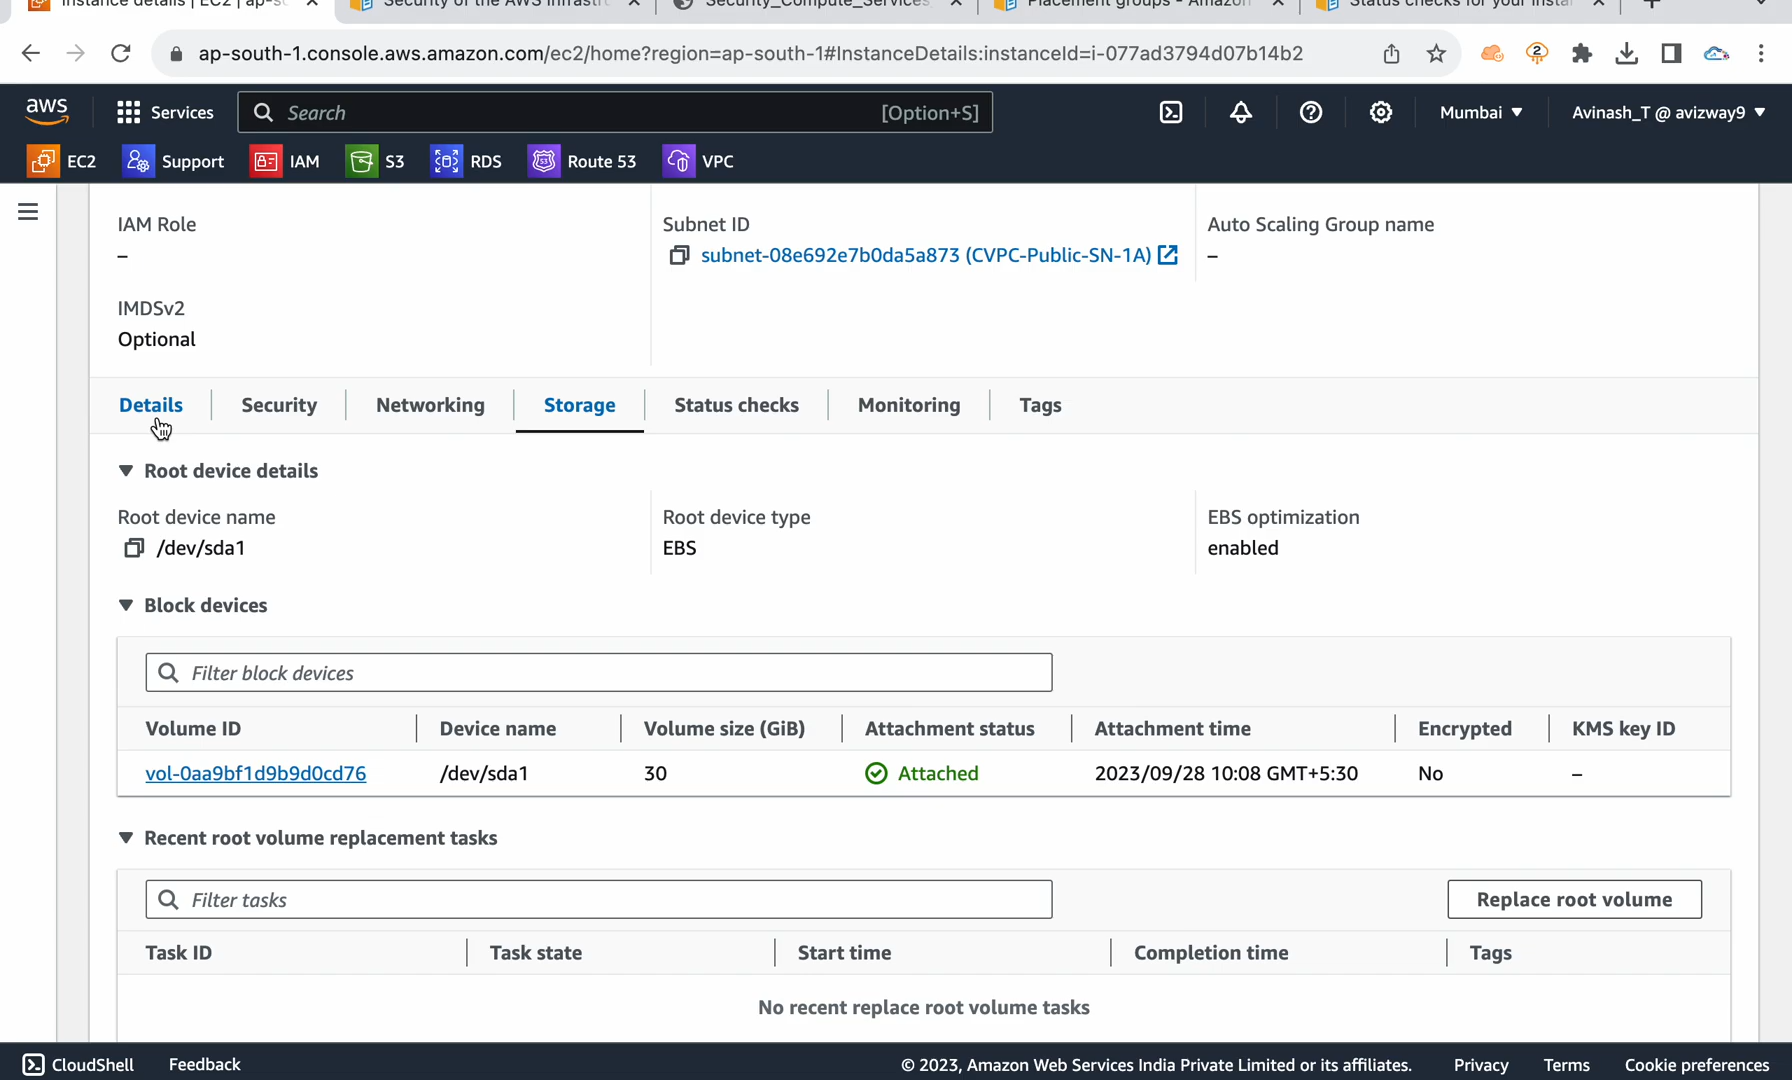 Instance details | EC2 | ap-s
Security of the AWS Infrastr
Security_Compute_Services
Placement groups - Amazon
Status checks for your insta
ap-south-1.console.aws.amazon.com/ec2/home?region=ap-south-1#InstanceDetails:instanceId=i-077ad3794d07b14b2
2
aws
Services
Search
[Option+S]
Mumbai
Avinash_T @ avizway9
EC2
Support
IAM
S3
RDS
Route 53
VPC
IAM Role
–
Subnet ID
subnet-08e692e7b0da5a873 (CVPC-Public-SN-1A)
Auto Scaling Group name
–
IMDSv2
Optional
Details
Security
Networking
Storage
Status checks
Monitoring
Tags
Root device details
Root device name
/dev/sda1
Root device type
EBS
EBS optimization
enabled
Block devices
Filter block devices
Volume ID
Device name
Volume size (GiB)
Attachment status
Attachment time
Encrypted
KMS key ID
vol-0aa9bf1d9b9d0cd76
/dev/sda1
30
Attached
2023/09/28 10:08 GMT+5:30
No
–
Recent root volume replacement tasks
Filter tasks
Replace root volume
Task ID
Task state
Start time
Completion time
Tags
No recent replace root volume tasks
CloudShell
Feedback
© 2023, Amazon Web Services India Private Limited or its affiliates.
Privacy
Terms
Cookie preferences